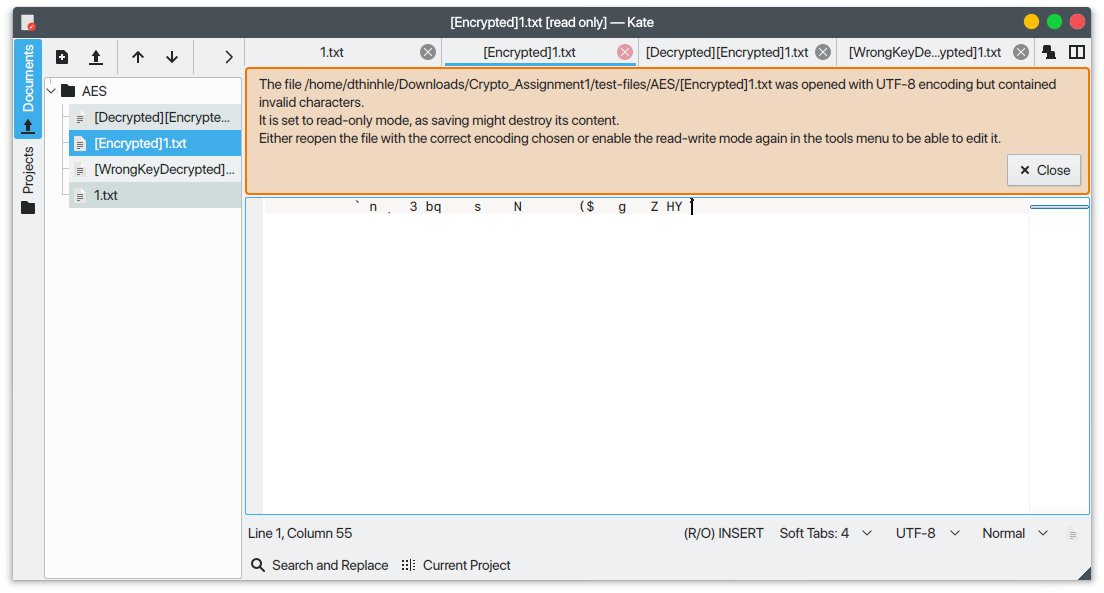 [Encrypted]1.txt [read only] — Kate
Documents
Projects
1.txt
[Encrypted]1.txt
[Decrypted][Encrypted]1.txt
[WrongKeyDe...ypted]1.txt
AES
[Decrypted][Encrypte...
[Encrypted]1.txt
[WrongKeyDecrypted]...
1.txt
The file /home/dthinhle/Downloads/Crypto_Assignment1/test-files/AES/[Encrypted]1.txt was opened with UTF-8 encoding but contained
invalid characters.
It is set to read-only mode, as saving might destroy its content.
Either reopen the file with the correct encoding chosen or enable the read-write mode again in the tools menu to be able to edit it.
Close
` n . 3 bq s N ($ g Z HY
Line 1, Column 55
(R/O) INSERT
Soft Tabs: 4
UTF-8
Normal
Search and Replace
Current Project